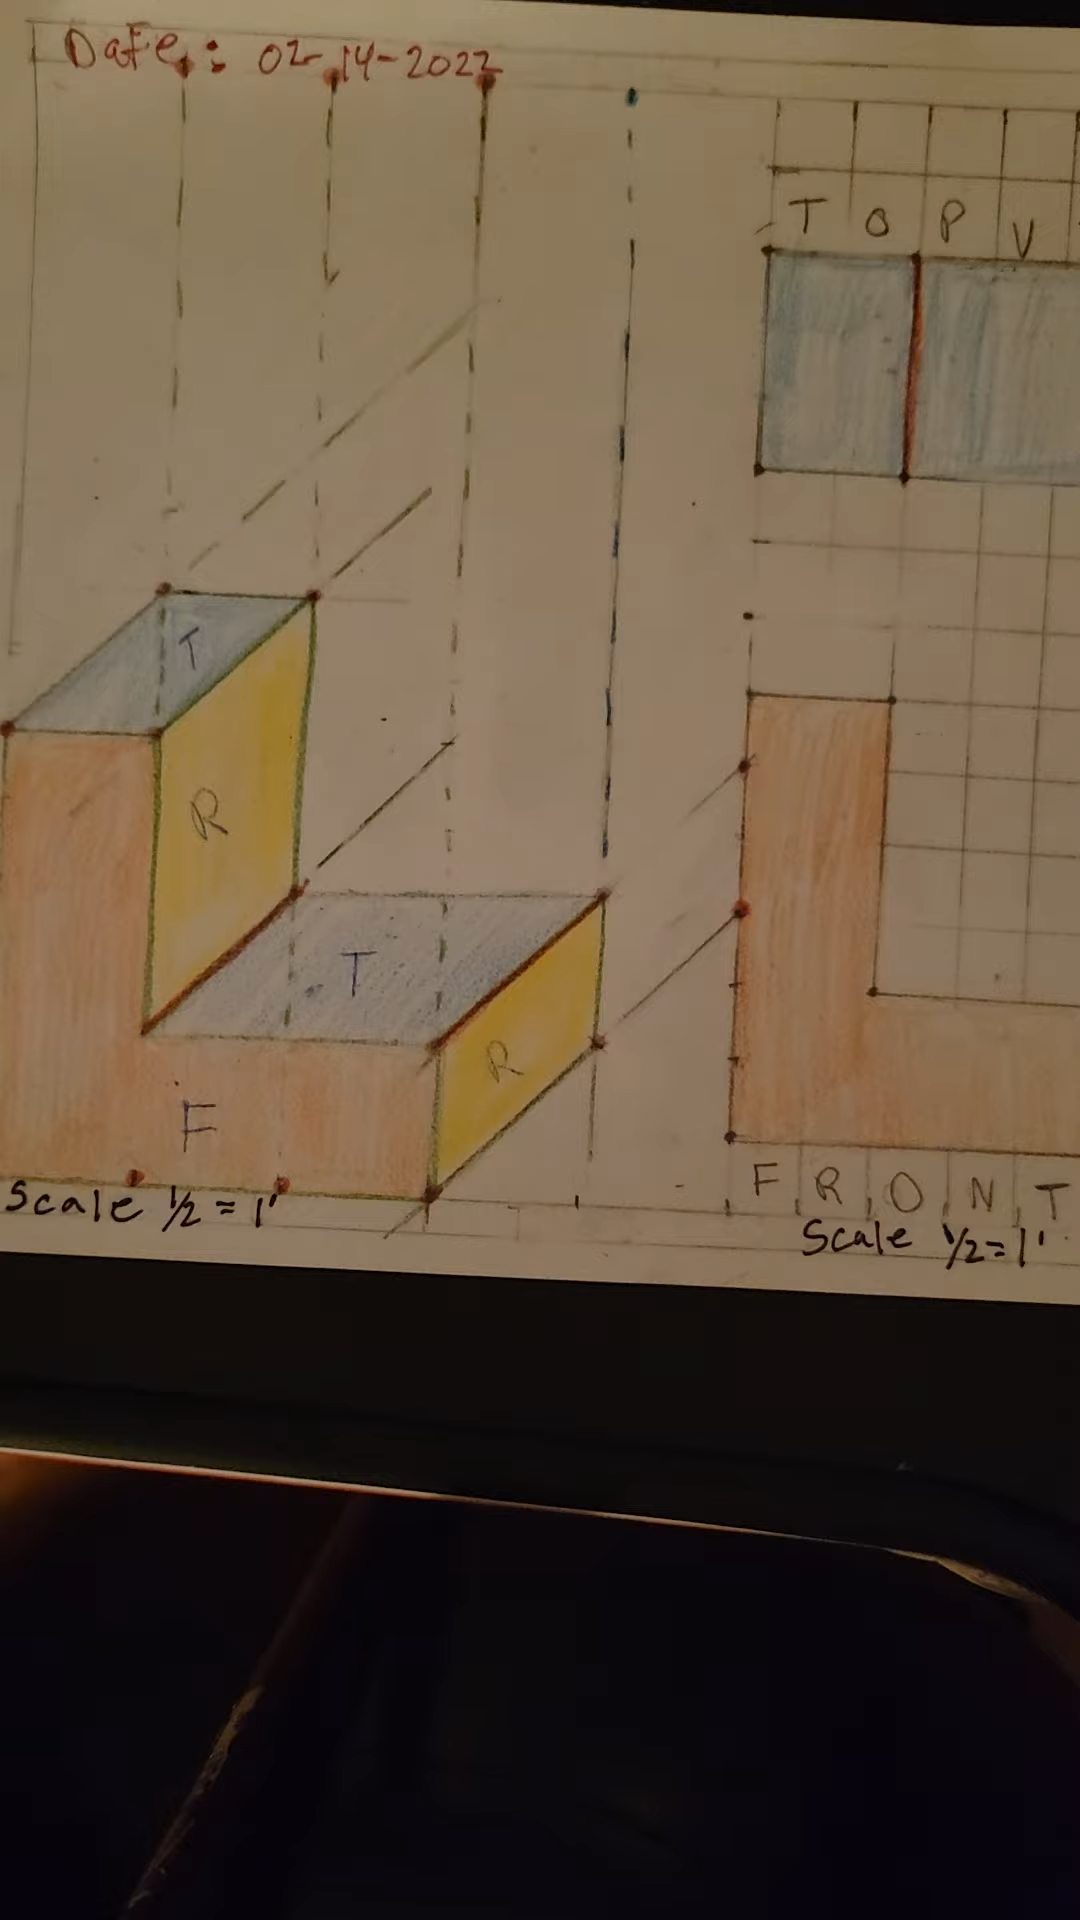 Date: 02-14-2022
T O P V
T
R
T
R
F
Scale 1/2 = 1'
F R O N T
Scale 1/2=1'